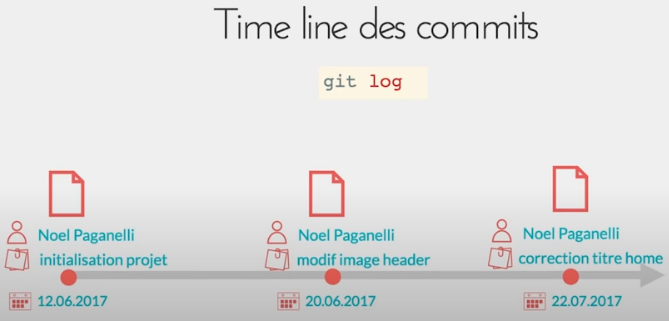 Time line des commits
git log
Noel Paganelli
initialisation projet
12.06.2017
Noel Paganelli
modif image header
20.06.2017
Noel Paganelli
correction titre home
22.07.2017